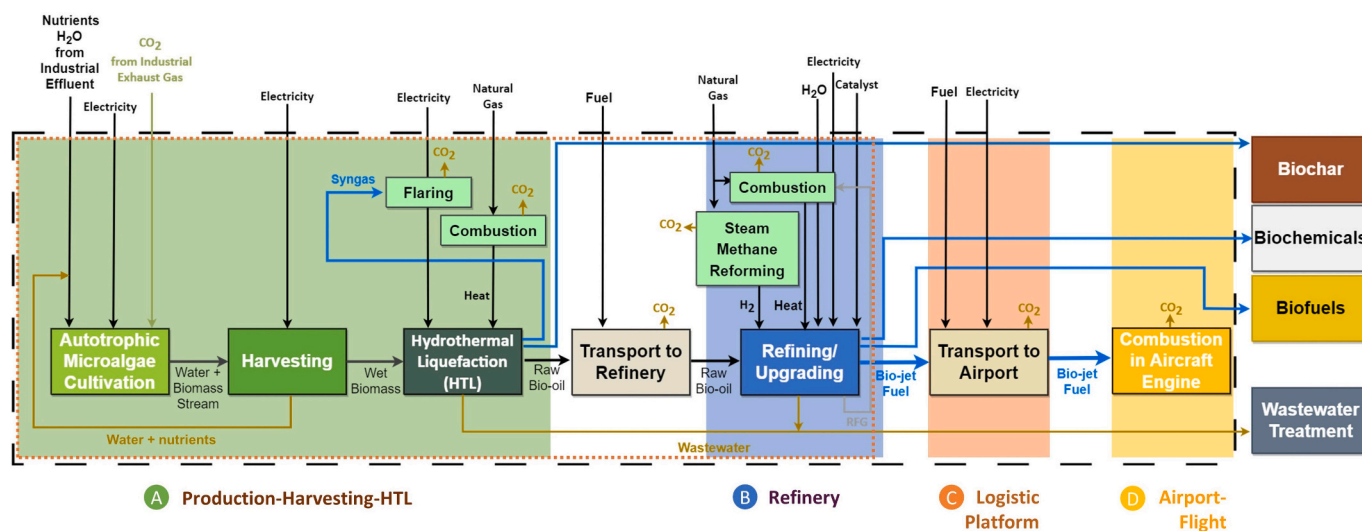 Nutrients
H2O
from
Industrial
Effluent
CO2
from Industrial
Exhaust Gas
Electricity
Electricity
Electricity
Natural
Gas
Fuel
Natural
Gas
H2O
Electricity
Catalyst
Fuel
Electricity
Syngas
CO2
Flaring
CO2
Combustion
Heat
CO2
Combustion
CO2
Steam
Methane
Reforming
H2
Heat
Biochar
Biochemicals
Biofuels
Wastewater
Treatment
Autotrophic
Microalgae
Cultivation
Water +
Biomass
Stream
Harvesting
Wet
Biomass
Hydrothermal
Liquefaction
(HTL)
Raw
Bio-oil
CO2
Transport to
Refinery
Raw
Bio-oil
Refining/
Upgrading
Bio-jet
Fuel
CO2
Transport to
Airport
Bio-jet
Fuel
CO2
Combustion
in Aircraft
Engine
Water + nutrients
Wastewater
RFG
A Production-Harvesting-HTL
B Refinery
C Logistic
Platform
D Airport-
Flight